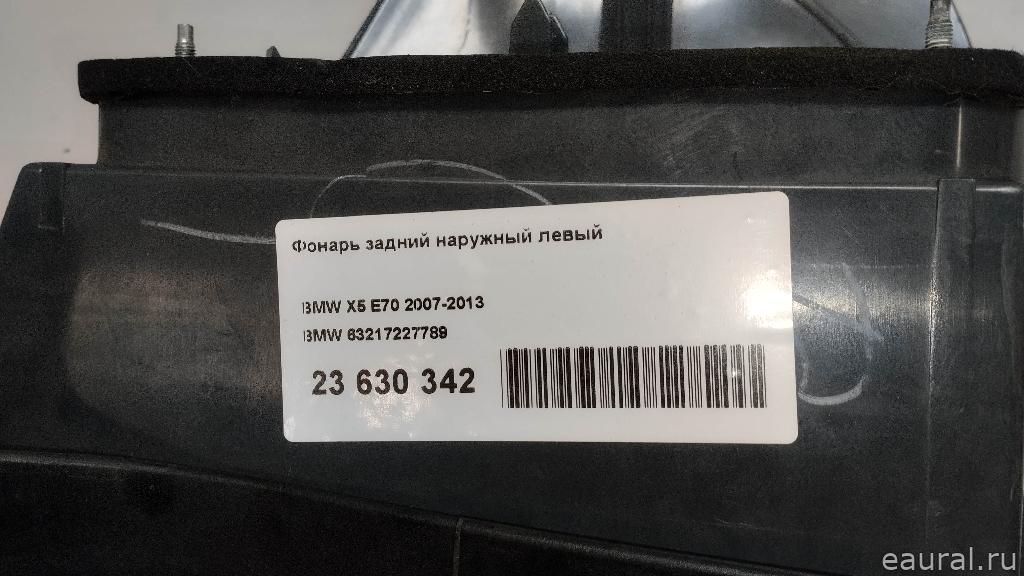 Фонарь задний наружный левый
BMW X5 E70 2007-2013
BMW 63217227789
23 630 342
eaural.ru